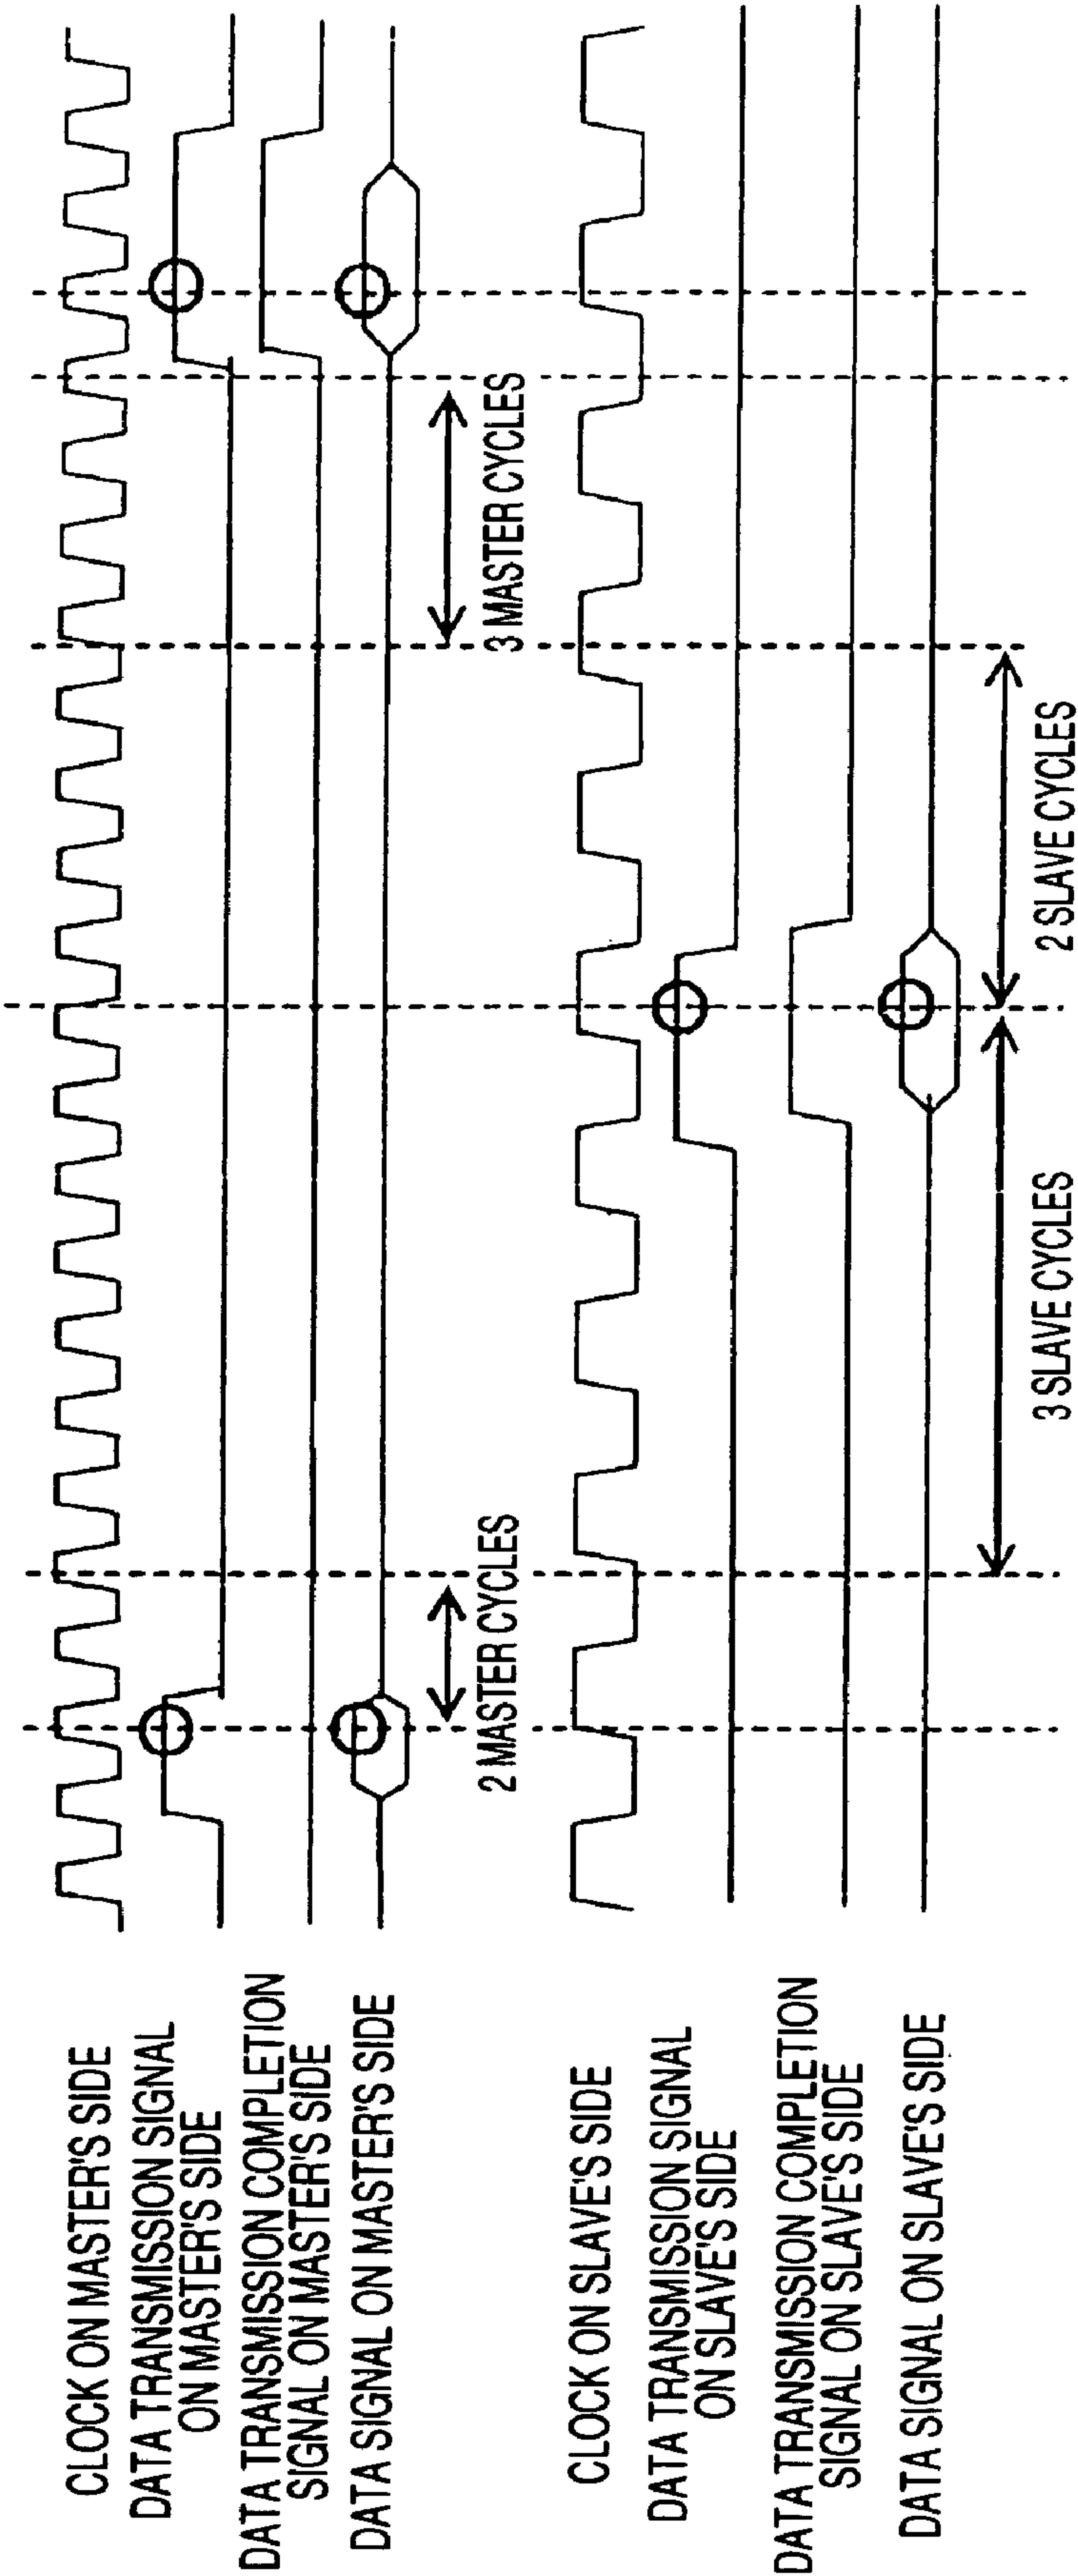 CLOCK ON MASTER'S SIDE
DATA TRANSMISSION SIGNAL
ON MASTER'S SIDE
DATA TRANSMISSION COMPLETION
SIGNAL ON MASTER'S SIDE
DATA SIGNAL ON MASTER'S SIDE
2 MASTER CYCLES
3 MASTER CYCLES
CLOCK ON SLAVE'S SIDE
DATA TRANSMISSION SIGNAL
ON SLAVE'S SIDE
DATA TRANSMISSION COMPLETION
SIGNAL ON SLAVE'S SIDE
DATA SIGNAL ON SLAVE'S SIDE
3 SLAVE CYCLES
2 SLAVE CYCLES